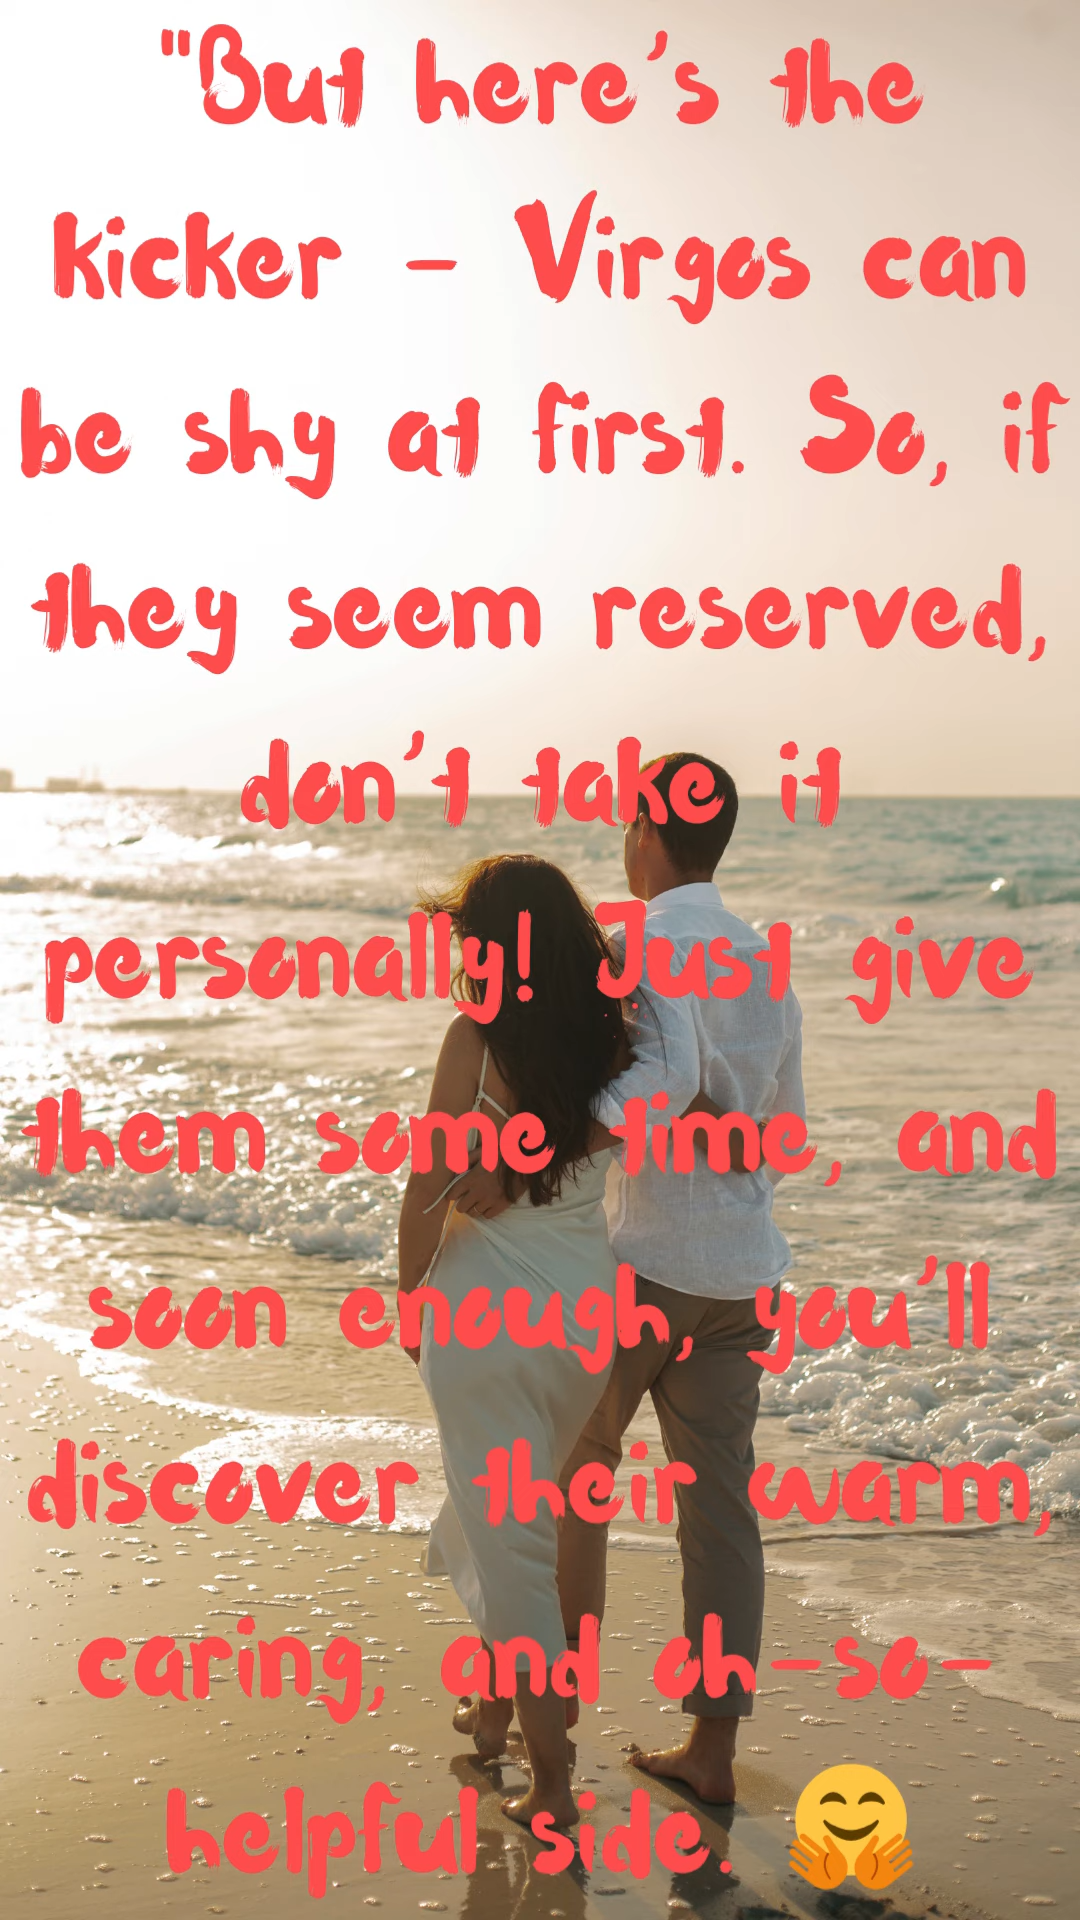 "But here's the
kicker - Virgos can
be shy at first. So, if
they seem reserved,
don't take it
personally! Just give
them some time, and
soon enough, you'll
discover their warm,
caring, and oh-so-
helpful side. 🤗